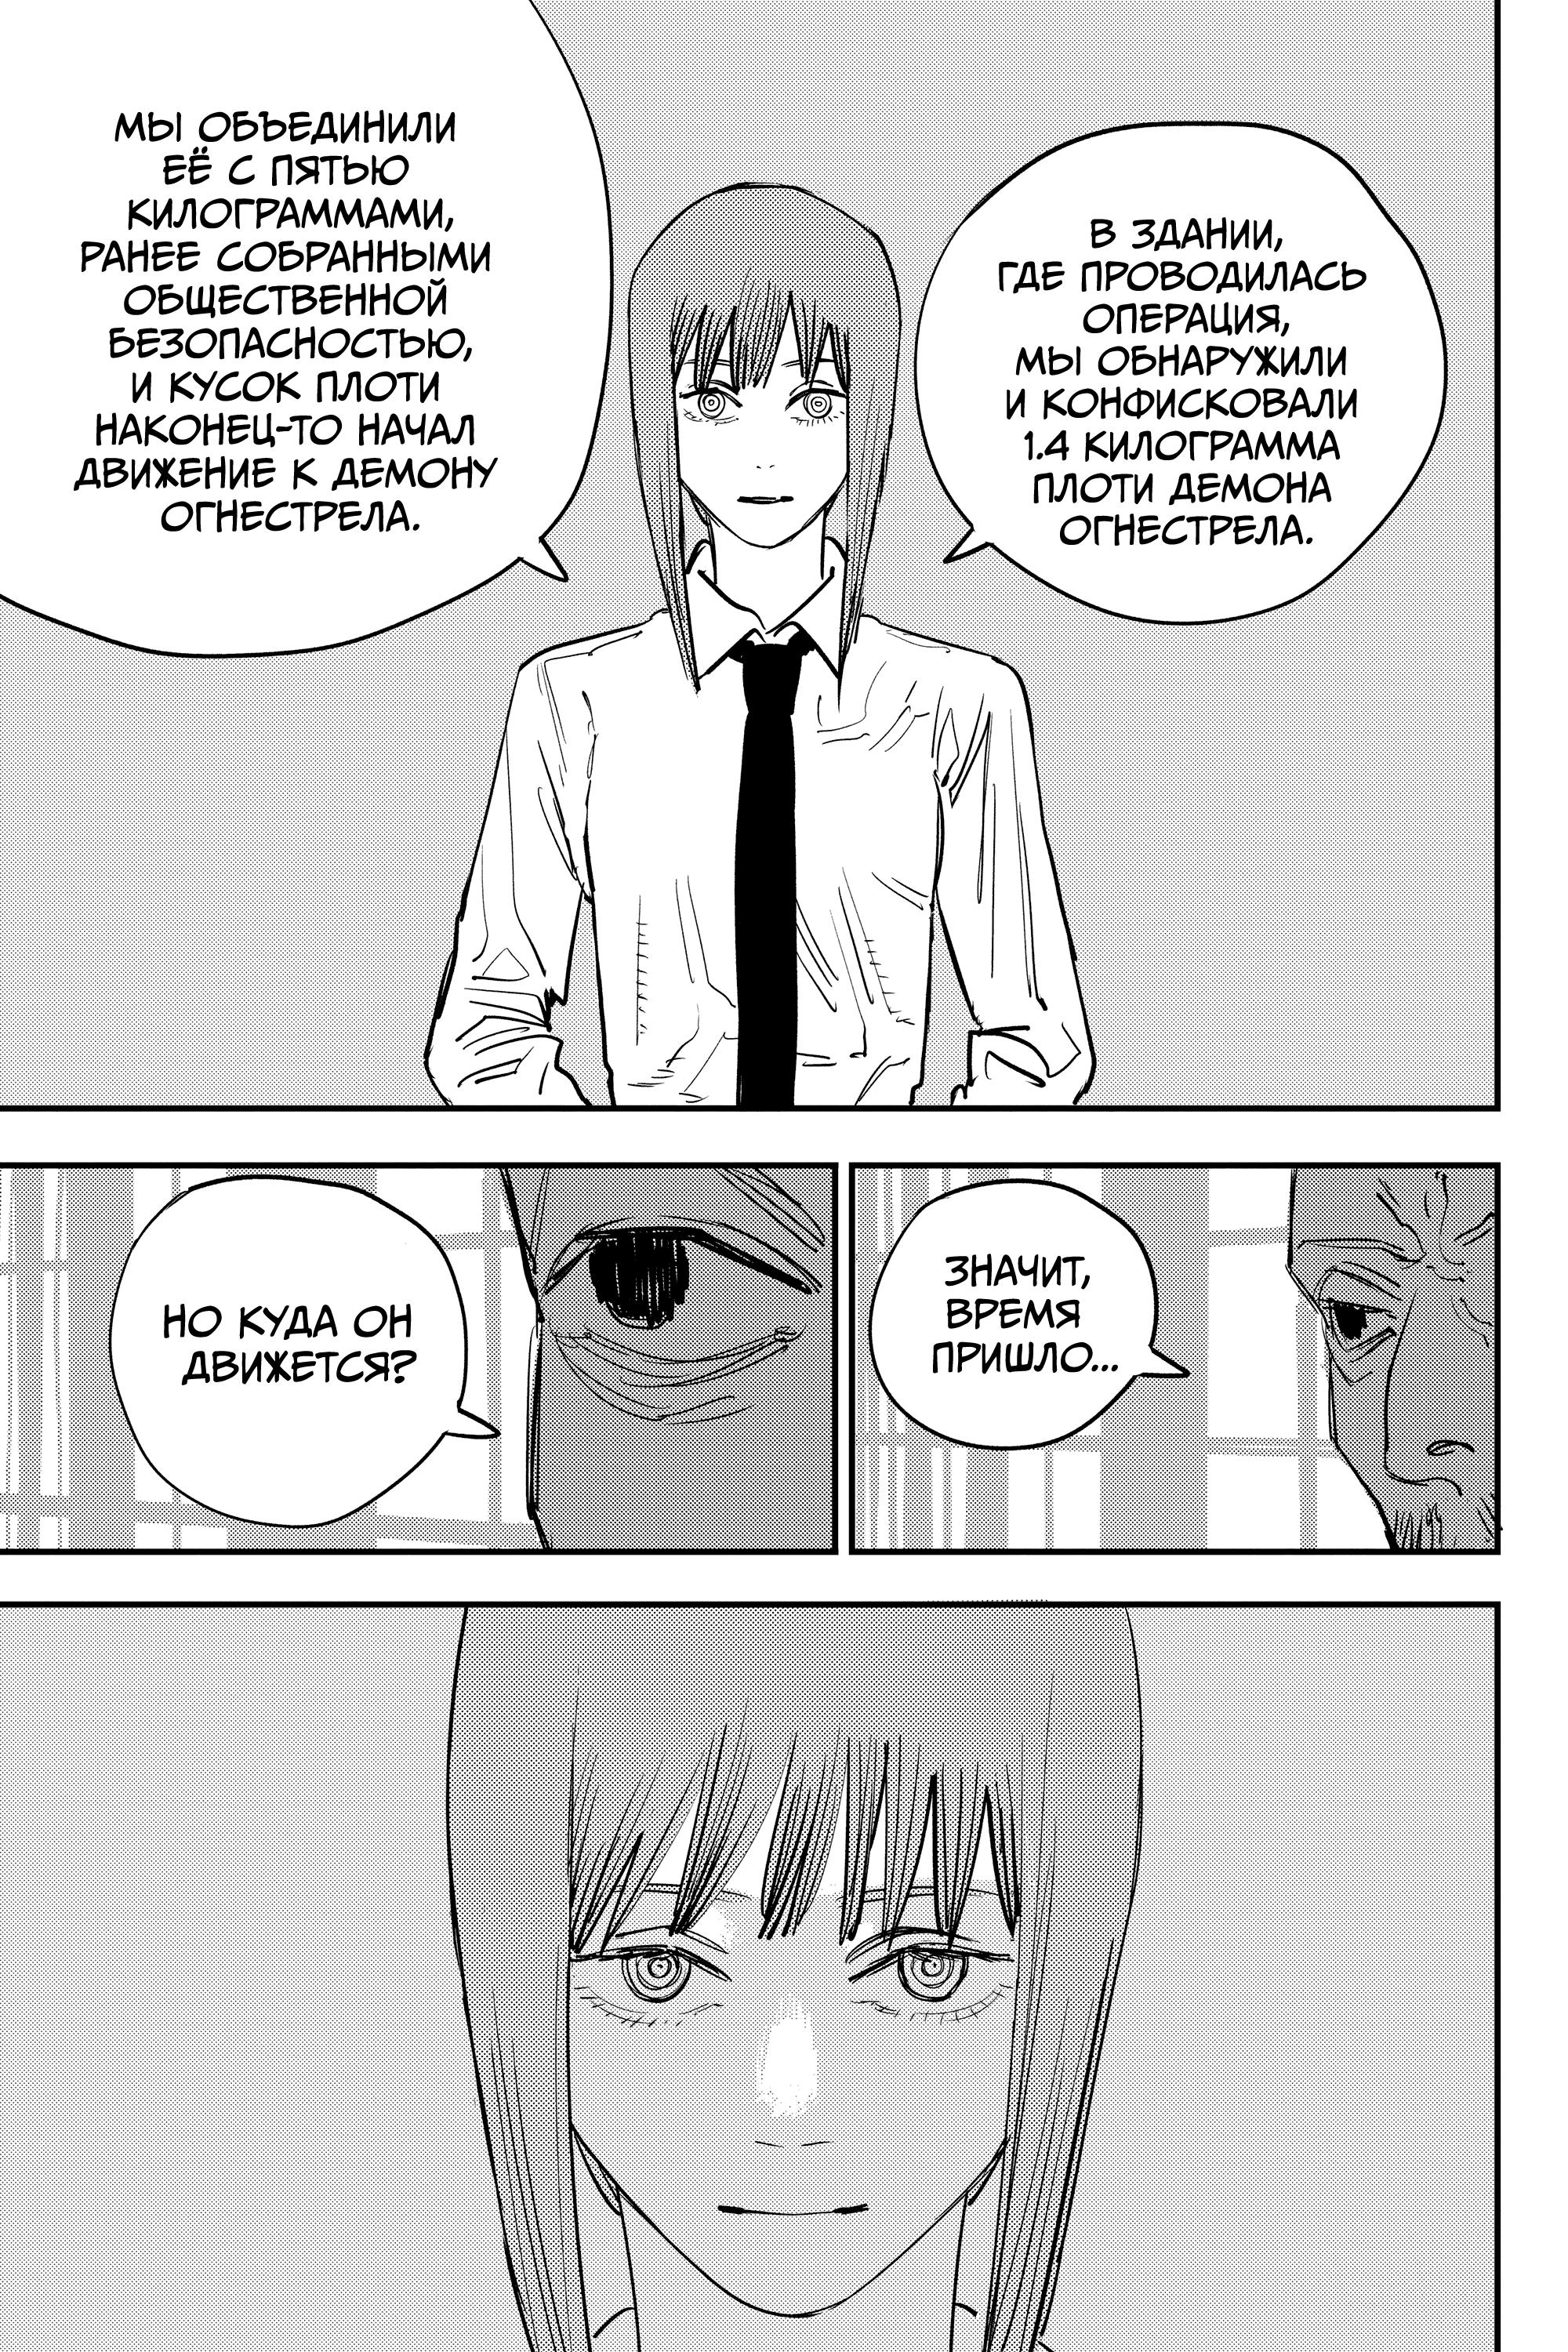 В ЗДАНИИ,
ГДЕ ПРОВОДИЛАСЬ
ОПЕРАЦИЯ,
МЫ ОБНАРУЖИЛИ
И КОНФИСКОВАЛИ
1.4 КИЛОГРАММА
ПЛОТИ ДЕМОНА
ОГНЕСТРЕЛА.
МЫ ОБЪЕДИНИЛИ
ЕЁ С ПЯТЬЮ
КИЛОГРАММАМИ,
РАНЕЕ СОБРАННЫМИ
ОБЩЕСТВЕННОЙ
БЕЗОПАСНОСТЬЮ,
И КУСОК ПЛОТИ
НАКОНЕЦ-ТО НАЧАЛ
ДВИЖЕНИЕ К ДЕМОНУ
ОГНЕСТРЕЛА.
ЗНАЧИТ,
ВРЕМЯ
ПРИШЛО...
НО КУДА ОН
ДВИЖЕТСЯ?